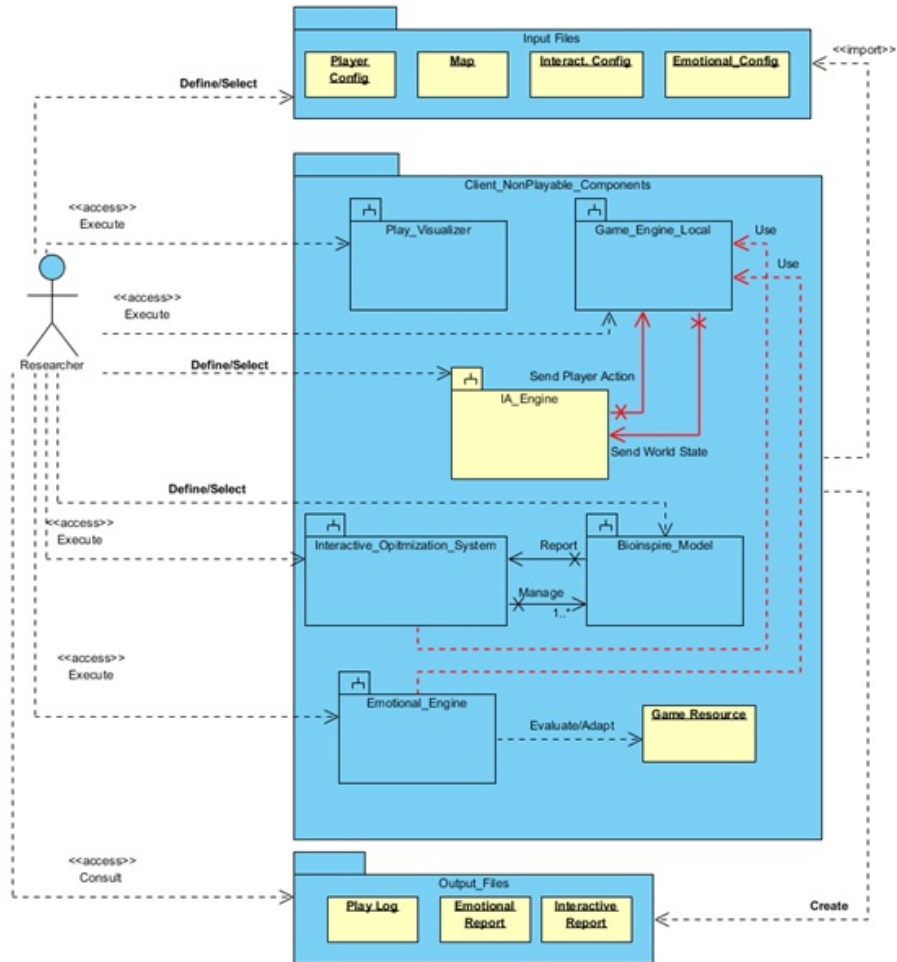 Input Files
<<import>>
Player
Config
Map
Interact. Config
Emotional_Config
Define/Select
Client_NonPlayable_Components
<<access>>
Execute
Play_Visualizer
Game_Engine_Local
Use
Use
<<access>>
Execute
Researcher
Define/Select
Send Player Action
IA_Engine
Send World State
Define/Select
<<access>>
Execute
Interactive_Opitmization_System
Report
Bioinspire_Model
Manage
1..*
<<access>>
Execute
Emotional_Engine
Evaluate/Adapt
Game Resource
<<access>>
Consult
Output_Files
Play Log
Emotional
Report
Interactive
Report
Create